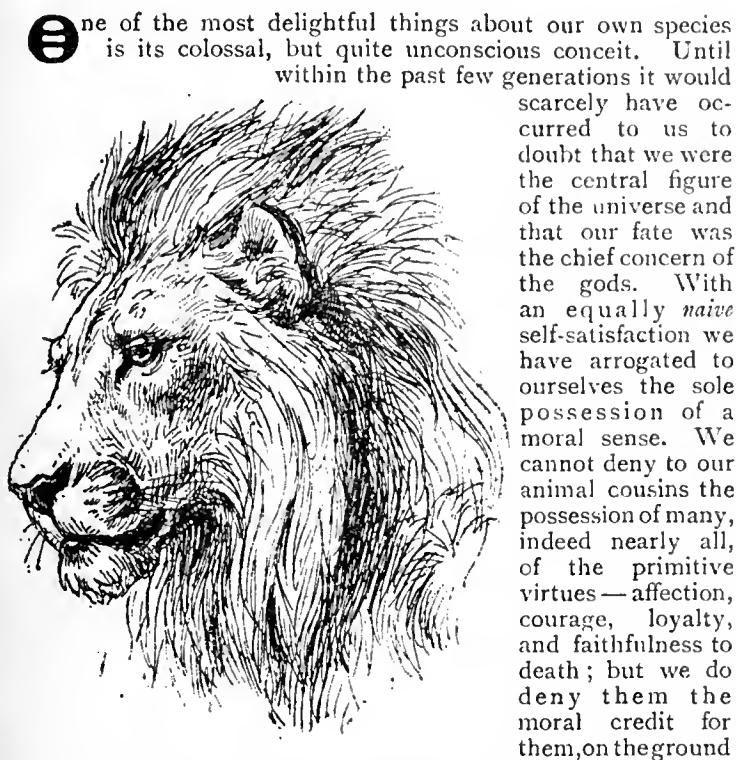 One of the most delightful things about our own species
is its colossal, but quite unconscious conceit. Until
within the past few generations it would
scarcely have oc-
curred to us to
doubt that we were
the central figure
of the universe and
that our fate was
the chief concern of
the gods. With
an equally naive
self-satisfaction we
have arrogated to
ourselves the sole
possession of a
moral sense. We
cannot deny to our
animal cousins the
possession of many,
indeed nearly all,
of the primitive
virtues — affection,
courage, loyalty,
and faithfulness to
death ; but we do
deny them the
moral credit for
them, on the ground